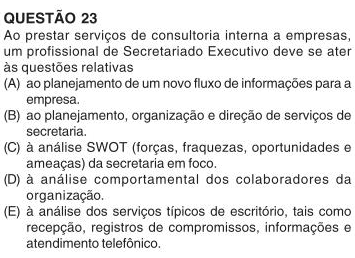 QUESTÃO 23
Ao prestar serviços de consultoria interna a empresas,
um profissional de Secretariado Executivo deve se ater
às questões relativas
(A) ao planejamento de um novo fluxo de informações para a
empresa.
(B) ao planejamento, organização e direção de serviços de
secretaria.
(C) à análise SWOT (forças, fraquezas, oportunidades e
ameaças) da secretaria em foco.
(D) à análise comportamental dos colaboradores da
organização.
(E) à análise dos serviços típicos de escritório, tais como
recepção, registros de compromissos, informações e
atendimento telefônico.